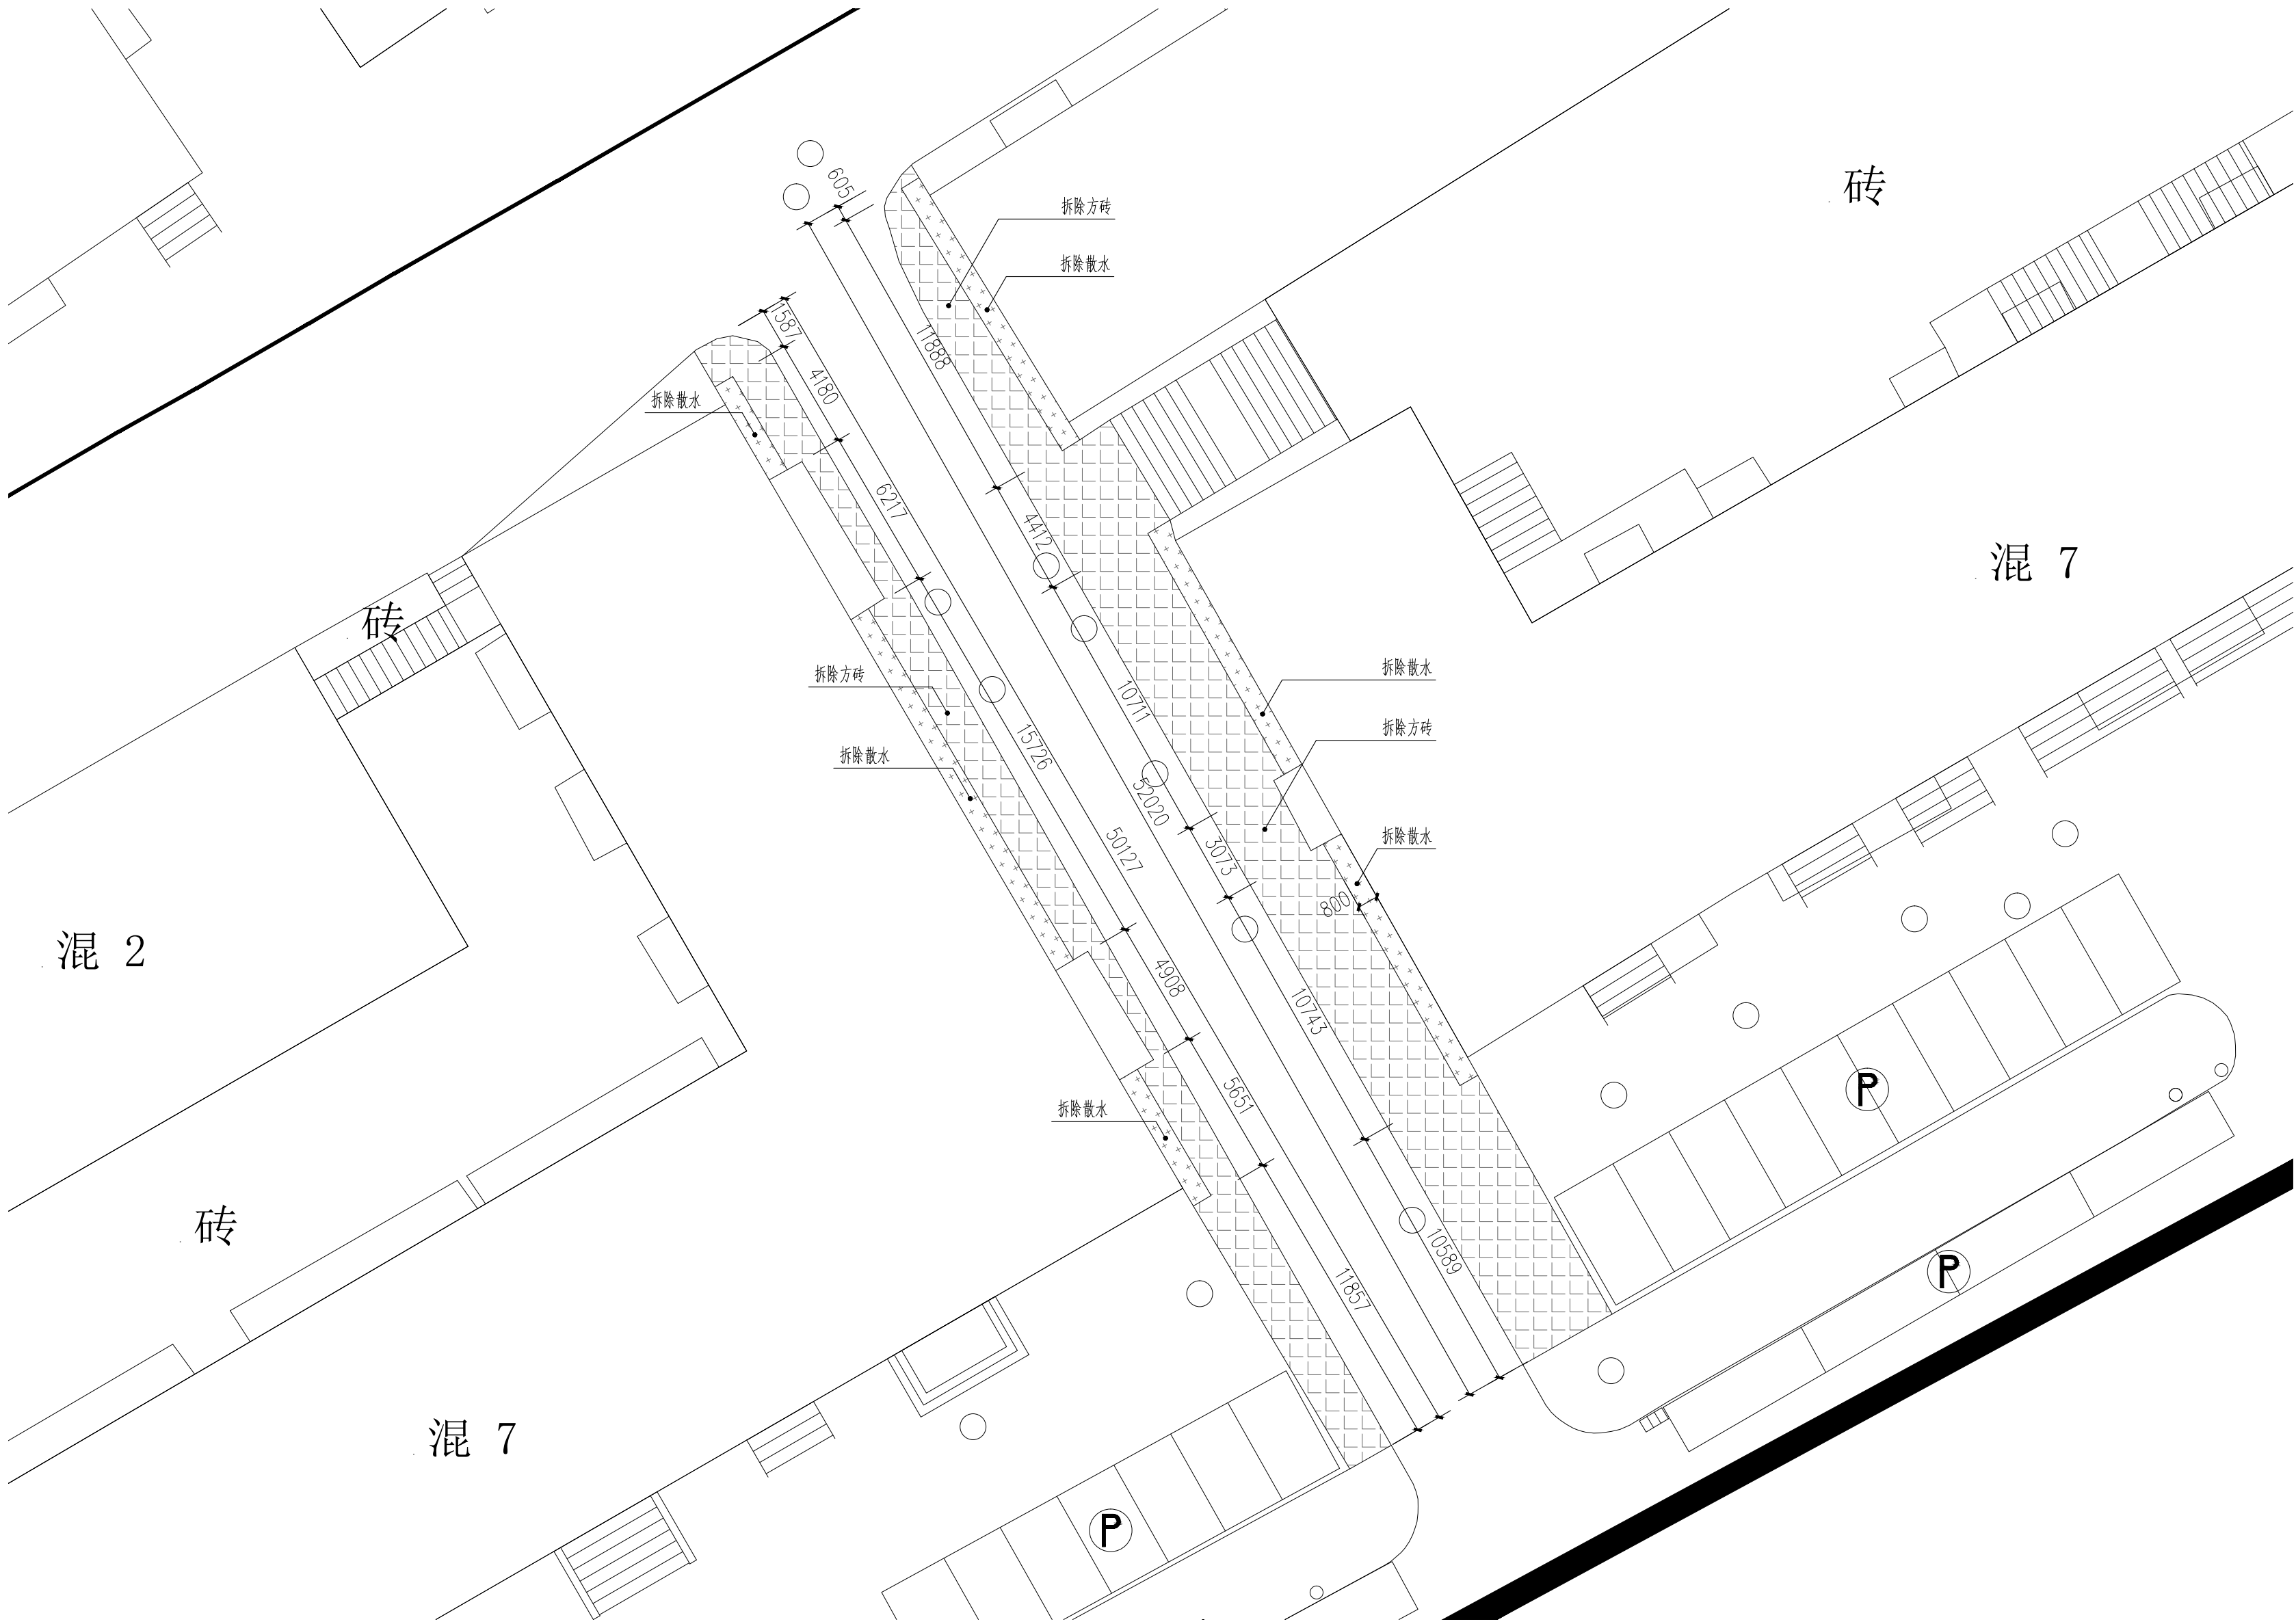 605
砖
拆除方砖
拆除散水
1587
11888
4180
拆除散水
6217
4412
混 7
砖
拆除方砖
拆除散水
10711
拆除方砖
拆除散水
15726
52020
50127
3073
拆除散水
800
混 2
4908
10743
P
5651
拆除散水
砖
10589
P
11857
混 7
P